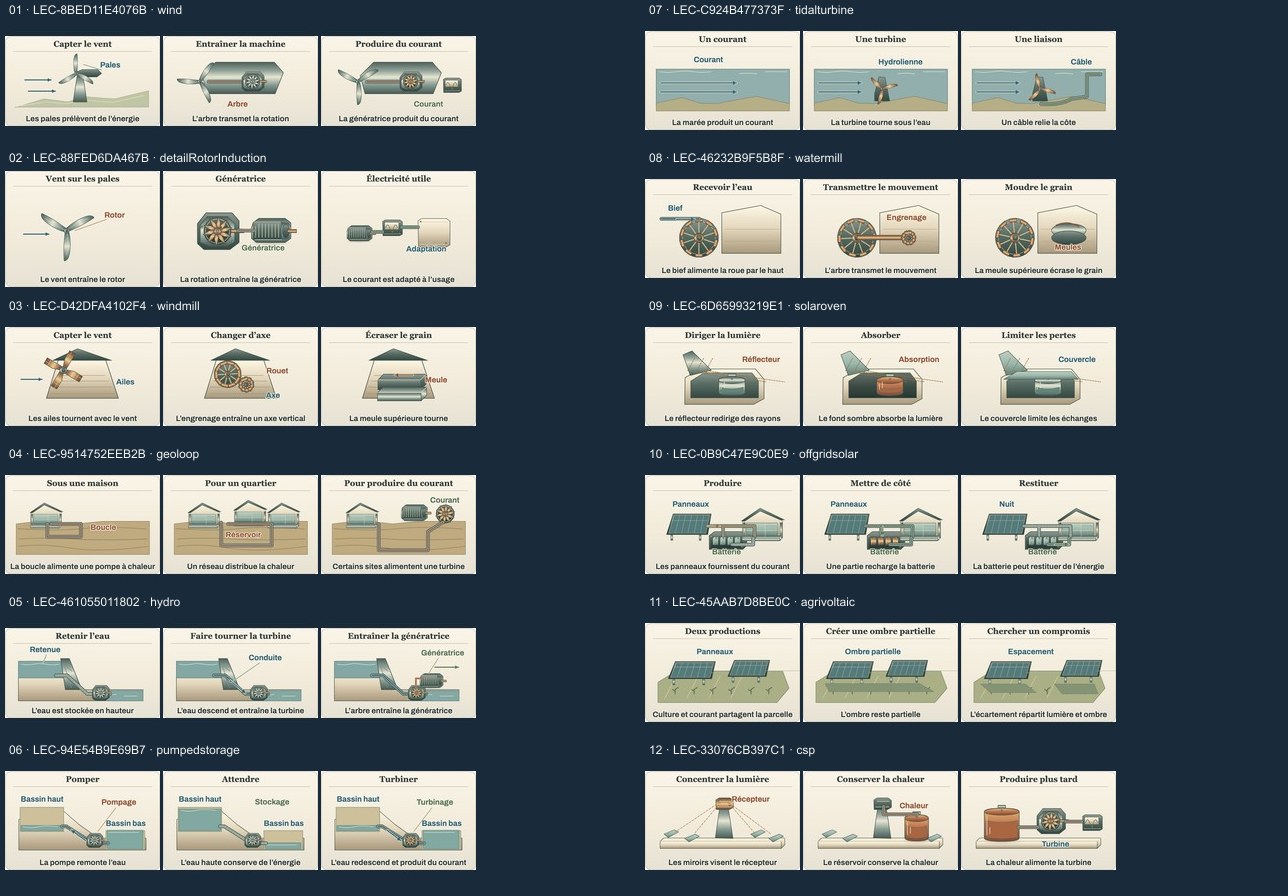 01 · LEC-8BED11E4076B · wind
Capter le vent
Pales
Les pales prélèvent de l'énergie
Entraîner la machine
Arbre
L'arbre transmet la rotation
Produire du courant
Courant
La génératrice produit du courant
02 · LEC-88FED6DA467B · detailRotorInduction
Vent sur les pales
Rotor
Le vent entraîne le rotor
Génératrice
Génératrice
La rotation entraîne la génératrice
Électricité utile
Adaptation
Le courant est adapté à l'usage
03 · LEC-D42DFA4102F4 · windmill
Capter le vent
Ailes
Les ailes tournent avec le vent
Changer d'axe
Rouet
Axe
L'engrenage entraîne un axe vertical
Écraser le grain
Meule
La meule supérieure tourne
04 · LEC-9514752EEB2B · geoloop
Sous une maison
Boucle
La boucle alimente une pompe à chaleur
Pour un quartier
Réservoir
Un réseau distribue la chaleur
Pour produire du courant
Courant
Certains sites alimentent une turbine
05 · LEC-461055011802 · hydro
Retenir l'eau
Retenue
L'eau est stockée en hauteur
Faire tourner la turbine
Conduite
L'eau descend et entraîne la turbine
Entraîner la génératrice
Génératrice
L'arbre entraîne la génératrice
06 · LEC-94E54B9E69B7 · pumpedstorage
Pomper
Bassin haut
Pompage
Bassin bas
La pompe remonte l'eau
Attendre
Bassin haut
Stockage
Bassin bas
L'eau haute conserve de l'énergie
Turbiner
Bassin haut
Turbinage
Bassin bas
L'eau redescend et produit du courant
07 · LEC-C924B477373F · tidalturbine
Un courant
Courant
La marée produit un courant
Une turbine
Hydrolienne
La turbine tourne sous l'eau
Une liaison
Câble
Un câble relie la côte
08 · LEC-46232B9F5B8F · watermill
Recevoir l'eau
Bief
Le bief alimente la roue par le haut
Transmettre le mouvement
Engrenage
L'arbre transmet le mouvement
Moudre le grain
Meules
La meule supérieure écrase le grain
09 · LEC-6D65993219E1 · solaroven
Diriger la lumière
Réflecteur
Le réflecteur redirige des rayons
Absorber
Absorption
Le fond sombre absorbe la lumière
Limiter les pertes
Couvercle
Le couvercle limite les échanges
10 · LEC-0B9C47E9C0E9 · offgridsolar
Produire
Panneaux
Batterie
Les panneaux fournissent du courant
Mettre de côté
Panneaux
Batterie
Une partie recharge la batterie
Restituer
Nuit
Batterie
La batterie peut restituer de l'énergie
11 · LEC-45AAB7D8BE0C · agrivoltaic
Deux productions
Panneaux
Culture et courant partagent la parcelle
Créer une ombre partielle
Ombre partielle
L'ombre reste partielle
Chercher un compromis
Espacement
L'écartement répartit lumière et ombre
12 · LEC-33076CB397C1 · csp
Concentrer la lumière
Récepteur
Les miroirs visent le récepteur
Conserver la chaleur
Chaleur
Le réservoir conserve la chaleur
Produire plus tard
Turbine
La chaleur alimente la turbine